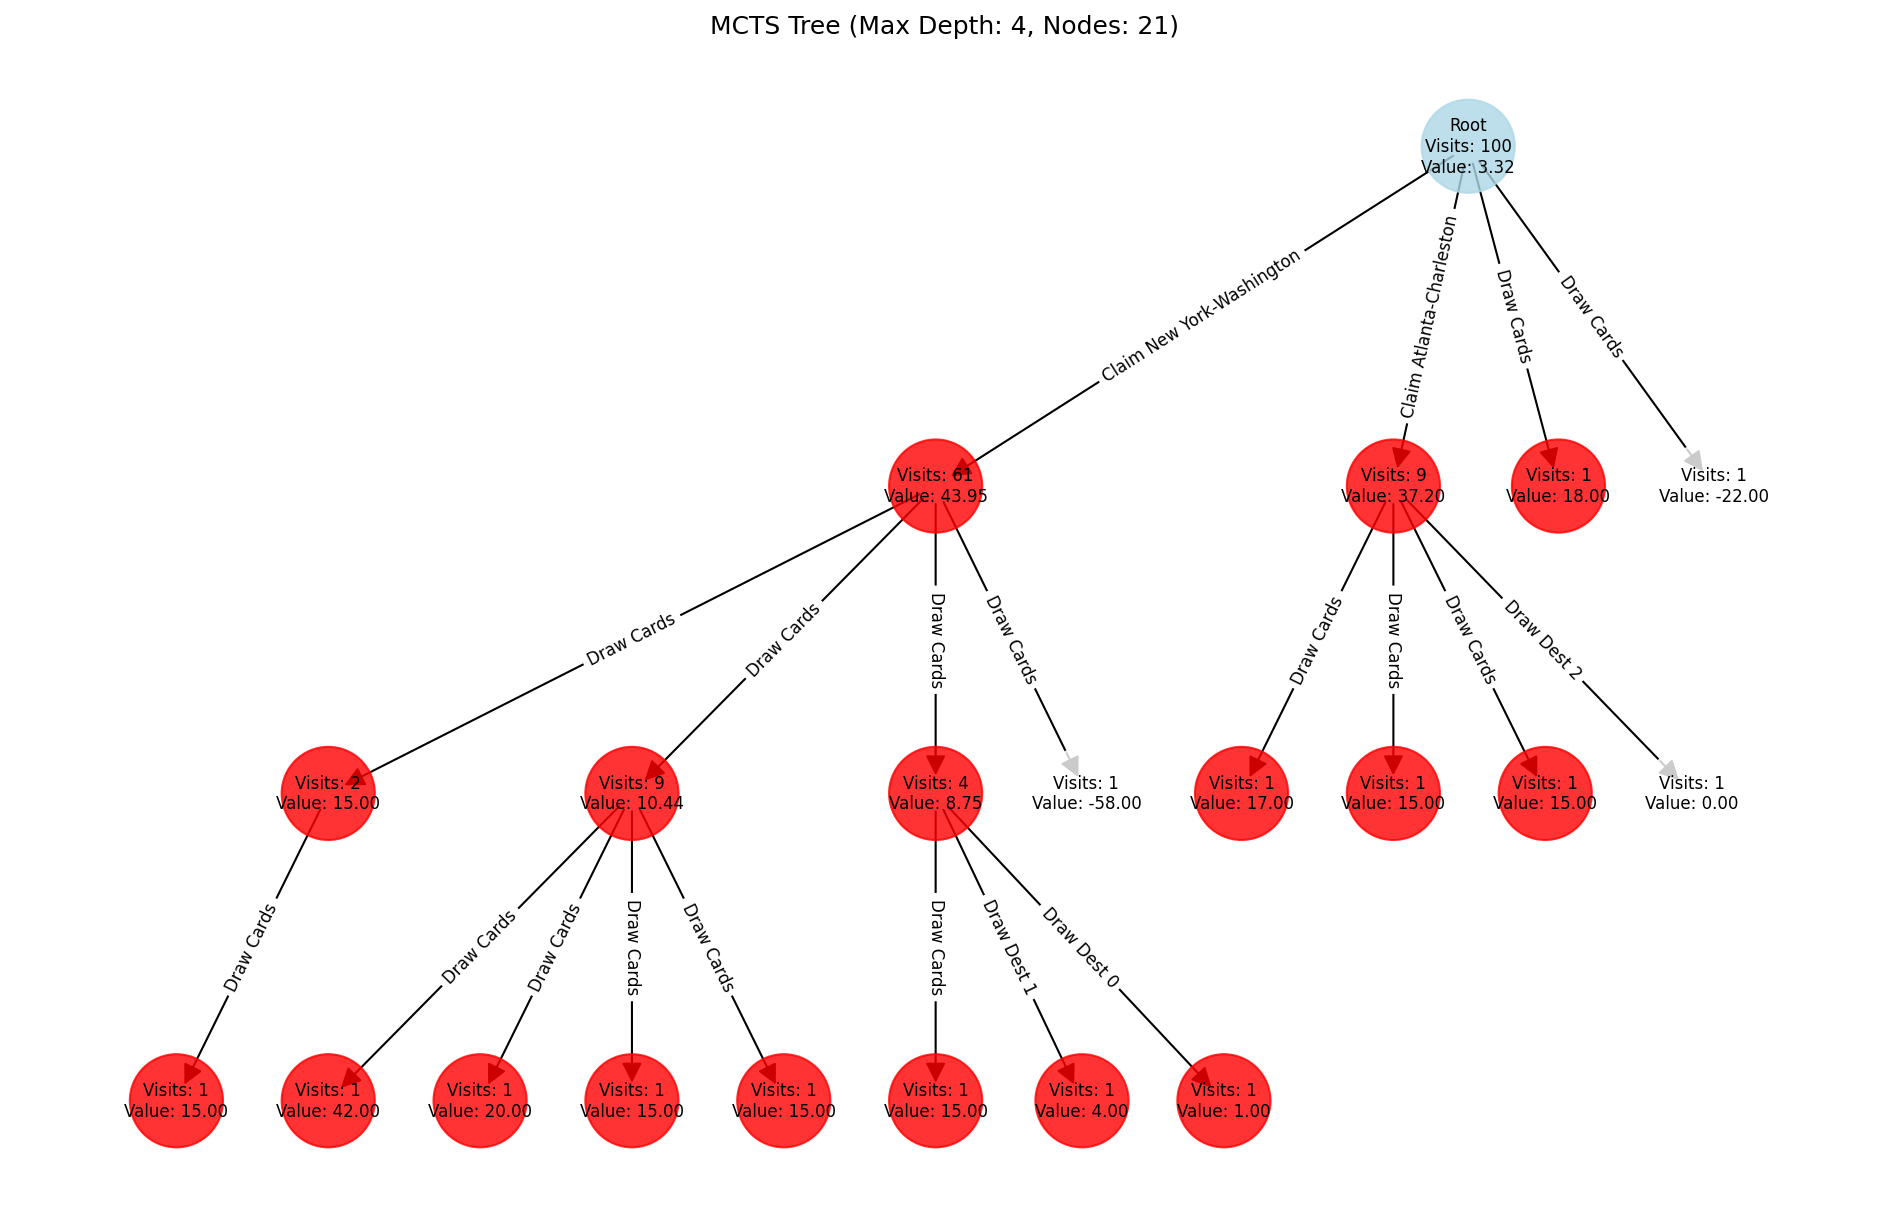 MCTS Tree (Max Depth: 4, Nodes: 21)
Root
Visits: 100
Value: 3.32
Claim New York-Washington
Claim Atlanta-Charleston
Draw Cards
Draw Cards
Visits: 61
Value: 43.95
Visits: 9
Value: 37.20
Visits: 1
Value: 18.00
Visits: 1
Value: -22.00
Draw Cards
Draw Cards
Draw Cards
Draw Cards
Draw Cards
Draw Cards
Draw Cards
Draw Dest 2
Visits: 2
Value: 15.00
Visits: 9
Value: 10.44
Visits: 4
Value: 8.75
Visits: 1
Value: -58.00
Visits: 1
Value: 17.00
Visits: 1
Value: 15.00
Visits: 1
Value: 15.00
Visits: 1
Value: 0.00
Draw Cards
Draw Cards
Draw Cards
Draw Cards
Draw Cards
Draw Cards
Draw Dest 1
Draw Dest 0
Visits: 1
Value: 15.00
Visits: 1
Value: 42.00
Visits: 1
Value: 20.00
Visits: 1
Value: 15.00
Visits: 1
Value: 15.00
Visits: 1
Value: 15.00
Visits: 1
Value: 4.00
Visits: 1
Value: 1.00